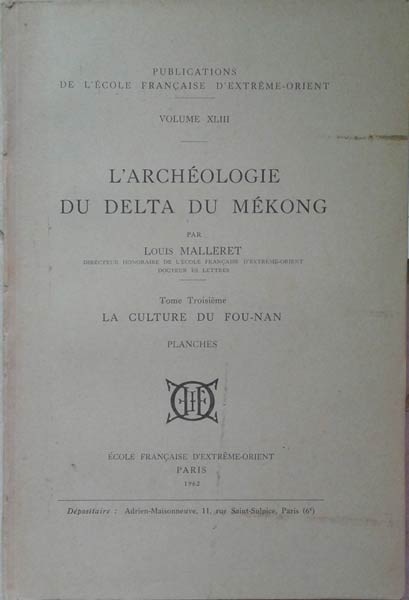 PUBLICATIONS
DE L'ÉCOLE FRANÇAISE D'EXTRÊME-ORIENT
VOLUME XLIII
L'ARCHÉOLOGIE
DU DELTA DU MÉKONG
PAR
LOUIS MALLERET
DIRECTEUR HONORAIRE DE L'ÉCOLE FRANÇAISE D'EXTRÊME-ORIENT
DOCTEUR ÈS LETTRES
Tome Troisième
LA CULTURE DU FOU-NAN
PLANCHES
ÉCOLE FRANÇAISE D'EXTRÊME-ORIENT
PARIS
1962
Dépositaire : Adrien-Maisonneuve, 11, rue Saint-Sulpice, Paris (6e)